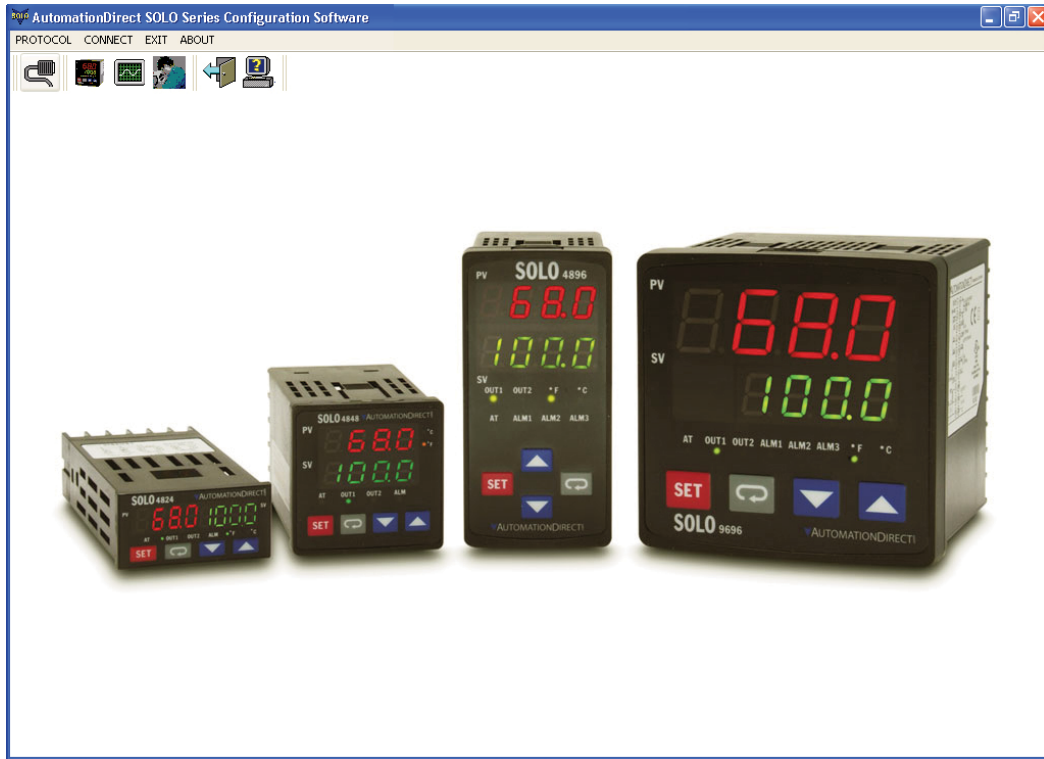 AutomationDirect SOLO Series Configuration Software
PROTOCOL CONNECT EXIT ABOUT
SOLO 4824 AUTOMATIONDIRECT
PV 68.0 1000 SV
AT OUT1 OUT2 ALM °F °C
SET
SOLO 4848 AUTOMATIONDIRECT
PV 68.0 °C
°F
SV 100.0
AT OUT1 OUT2 ALM
SET
PV SOLO 4896
68.0
100.0
SV
OUT1 OUT2 °F °C
AT ALM1 ALM2 ALM3
SET
AUTOMATIONDIRECT
PV
68.0
SV
100.0
AT OUT1 OUT2 ALM1 ALM2 ALM3 °F °C
SET
SOLO 9696 AUTOMATIONDIRECT